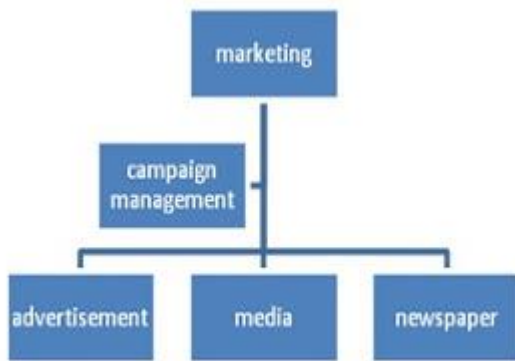 marketing
campaign
management
advertisement
media
newspaper